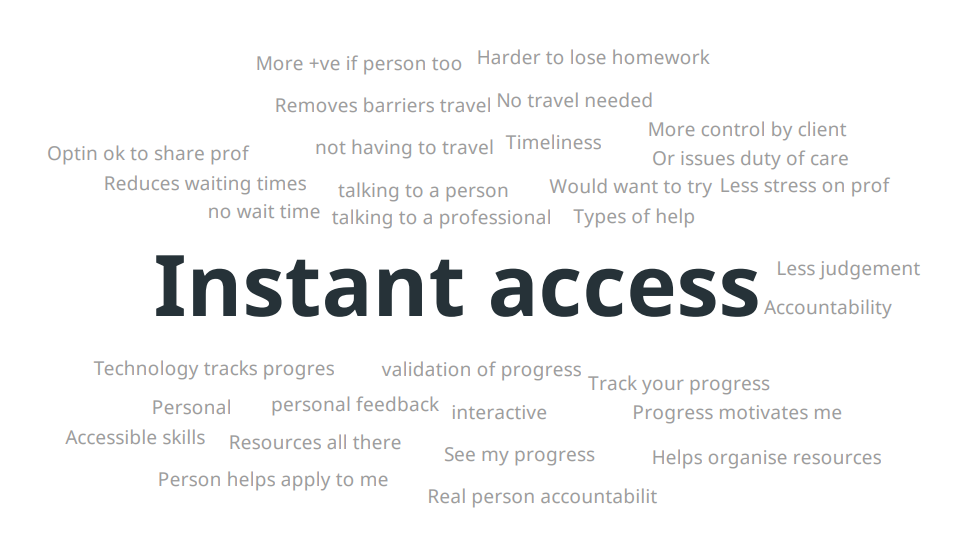 More +ve if person too
Harder to lose homework
Removes barriers travel
No travel needed
More control by client
Optin ok to share prof
not having to travel
Timeliness
Or issues duty of care
Reduces waiting times
talking to a person
Would want to try
Less stress on prof
no wait time
talking to a professional
Types of help
Instant access
Less judgement
Accountability
Technology tracks progres
validation of progress
Track your progress
Personal
personal feedback
interactive
Progress motivates me
Accessible skills
Resources all there
See my progress
Helps organise resources
Person helps apply to me
Real person accountabilit